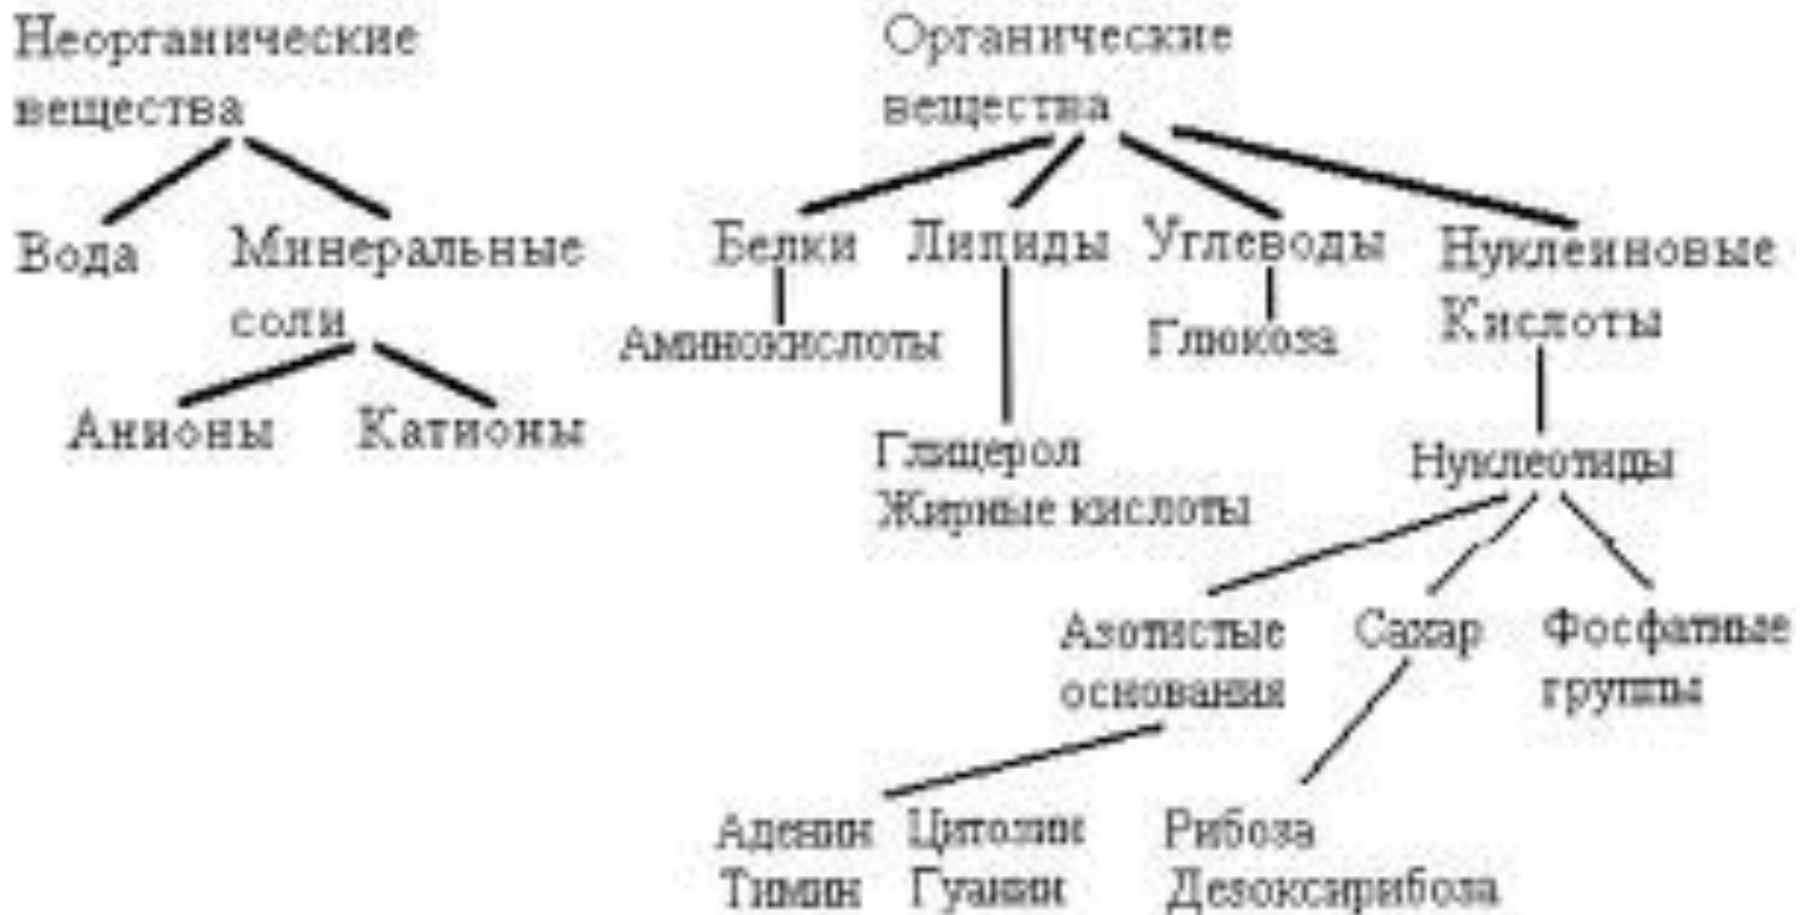 Неорганические
вещества
Органические
вещества
Вода
Минеральные
соли
Белки
Липиды
Углеводы
Нуклеиновые
Кислоты
Анионы
Катионы
Аминокислоты
Глюкоза
Глицерол
Жирные кислоты
Нуклеотиды
Азотистые
основания
Сахар
Фосфатные
группы
Аденин Цитозин
Тимин Гуанин
Рибоза
Дезоксирибоза